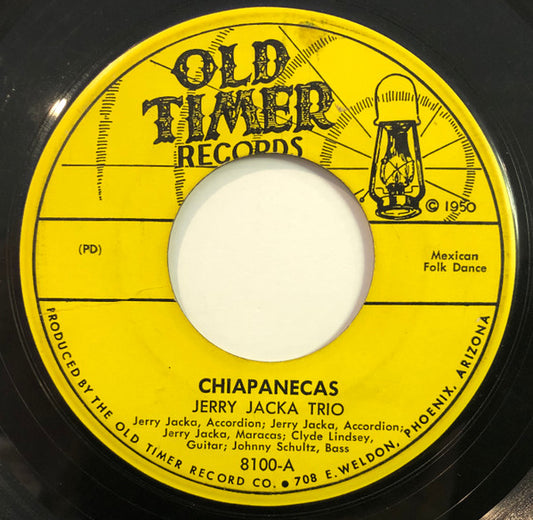 OLD
TIMER
RECORDS
© 1950
(PD)
Mexican
Folk Dance
CHIAPANECAS
JERRY JACKA TRIO
Jerry Jacka, Accordion; Jerry Jacka, Accordion;
Jerry Jacka, Maracas; Clyde Lindsey,
Guitar; Johnny Schultz, Bass
8100-A
PRODUCED BY THE OLD TIMER RECORD CO. • 708 E. WELDON, PHOENIX, ARIZONA